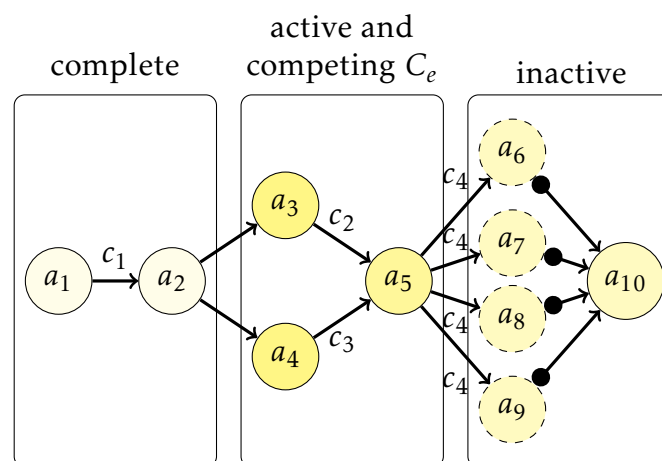 active and
complete
competing C_e
inactive
a_6
c_4
a_3
c_2
c_4
a_7
c_1
a_1
a_2
a_5
a_10
a_8
c_4
c_3
a_4
c_4
a_9